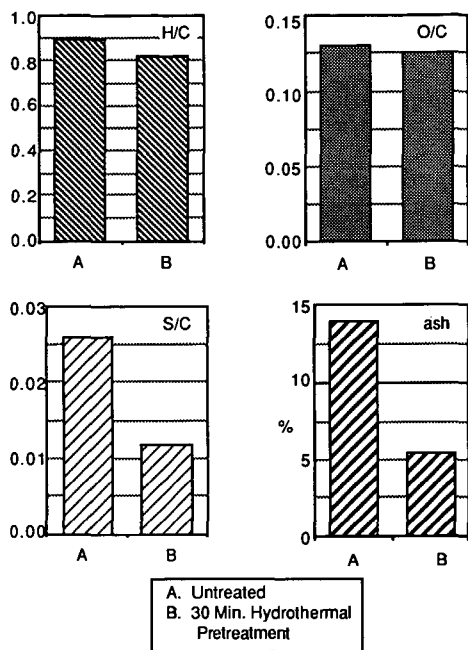 H/C
1.0
0.8
0.6
0.4
0.2
0.0
A B
O/C
0.15
0.15
0.05
0.00
A B
S/C
0.03
0.02
0.01
0.00
A B
ash
15
10
%
5
0
A B
A. Untreated
B. 30 Min. Hydrothermal
Pretreatment